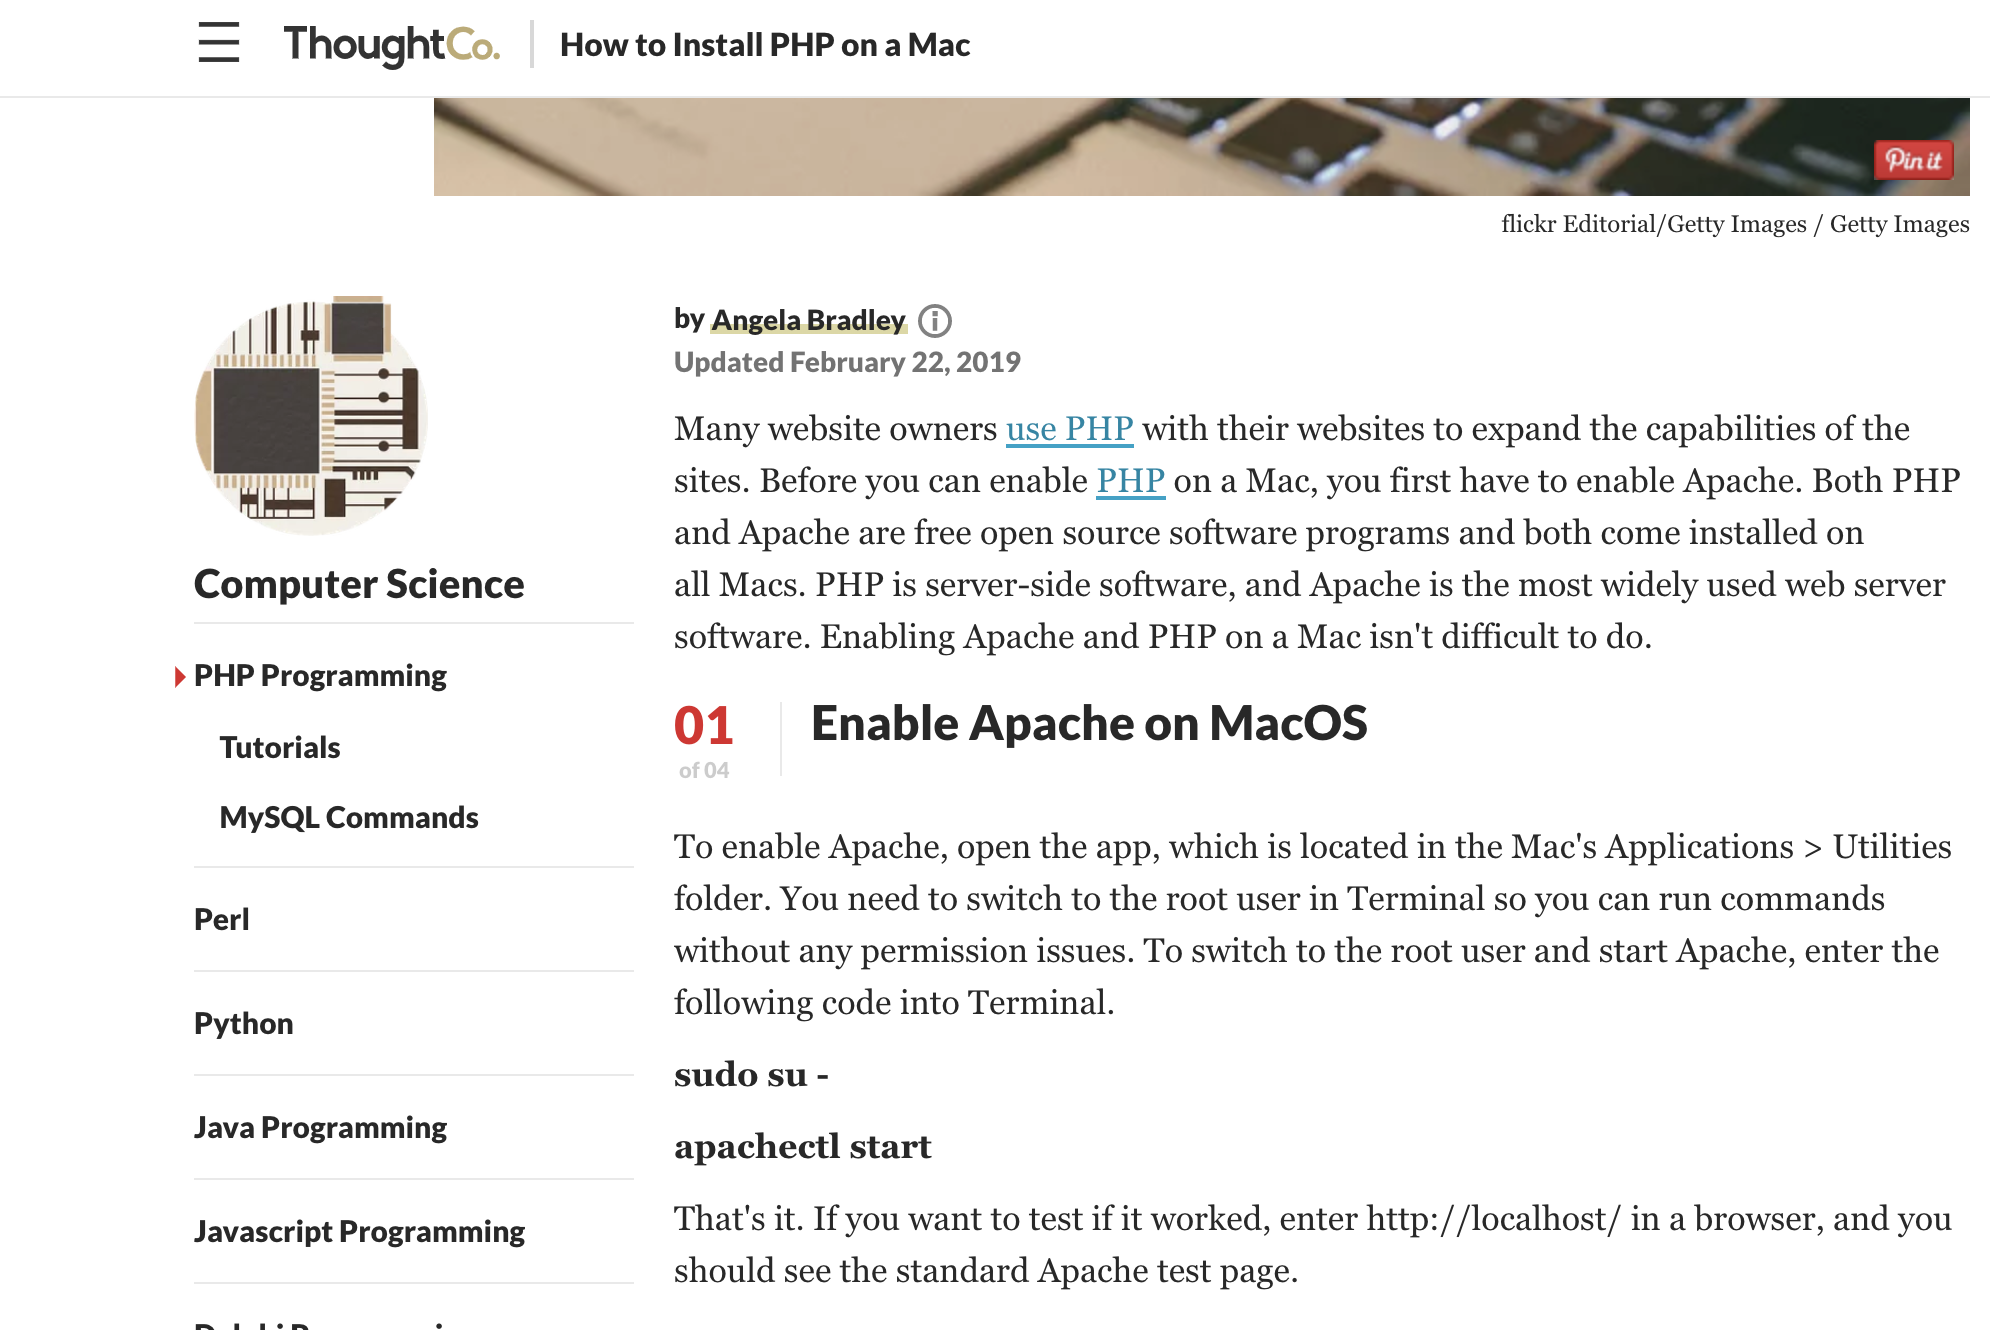 ThoughtCo. How to Install PHP on a Mac
Pin it
flickr Editorial/Getty Images / Getty Images
by Angela Bradley
Updated February 22, 2019
Many website owners use PHP with their websites to expand the capabilities of the
sites. Before you can enable PHP on a Mac, you first have to enable Apache. Both PHP
and Apache are free open source software programs and both come installed on
all Macs. PHP is server-side software, and Apache is the most widely used web server
software. Enabling Apache and PHP on a Mac isn't difficult to do.
Computer Science
PHP Programming
Tutorials
MySQL Commands
Perl
Python
Java Programming
Javascript Programming
01
of 04
Enable Apache on MacOS
To enable Apache, open the app, which is located in the Mac's Applications > Utilities
folder. You need to switch to the root user in Terminal so you can run commands
without any permission issues. To switch to the root user and start Apache, enter the
following code into Terminal.
sudo su -
apachectl start
That's it. If you want to test if it worked, enter http://localhost/ in a browser, and you
should see the standard Apache test page.